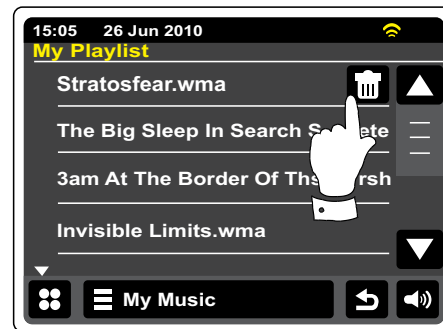 15:05 26 Jun 2010
My Playlist
Stratosfear.wma
The Big Sleep In Search
3am At The Border Of
Invisible Limits.wma
My Music